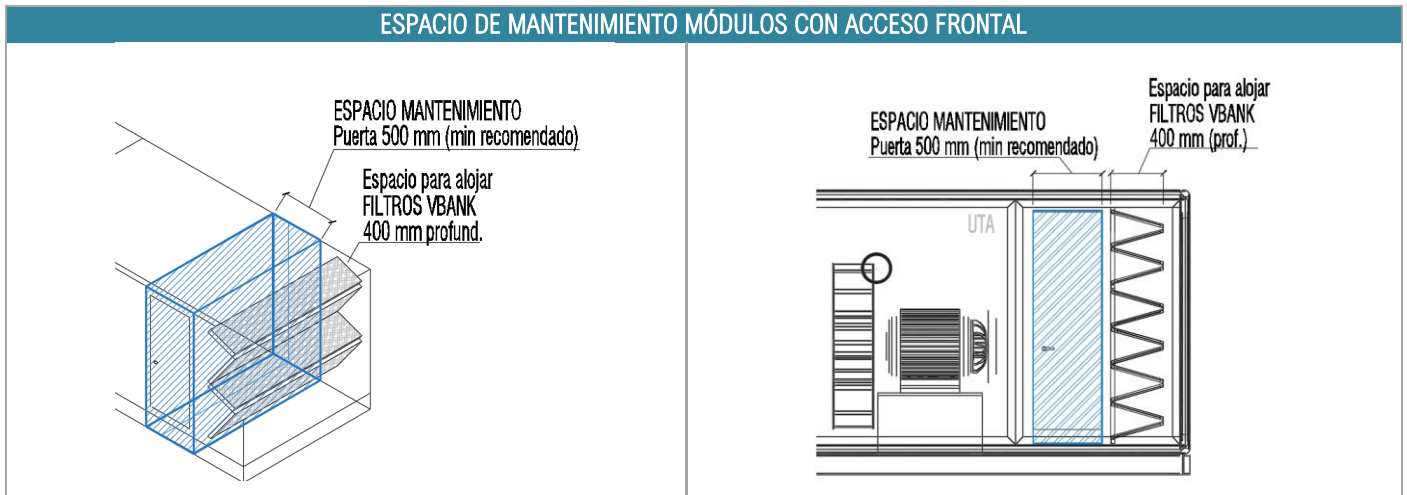 ESPACIO DE MANTENIMIENTO MÓDULOS CON ACCESO FRONTAL
ESPACIO MANTENIMIENTO
Puerta 500 mm (min recomendado)
Espacio para alojar
FILTROS VBANK
400 mm profund.
Espacio para alojar
FILTROS VBANK
400 mm (prof.)
ESPACIO MANTENIMIENTO
Puerta 500 mm (min recomendado)
UTA